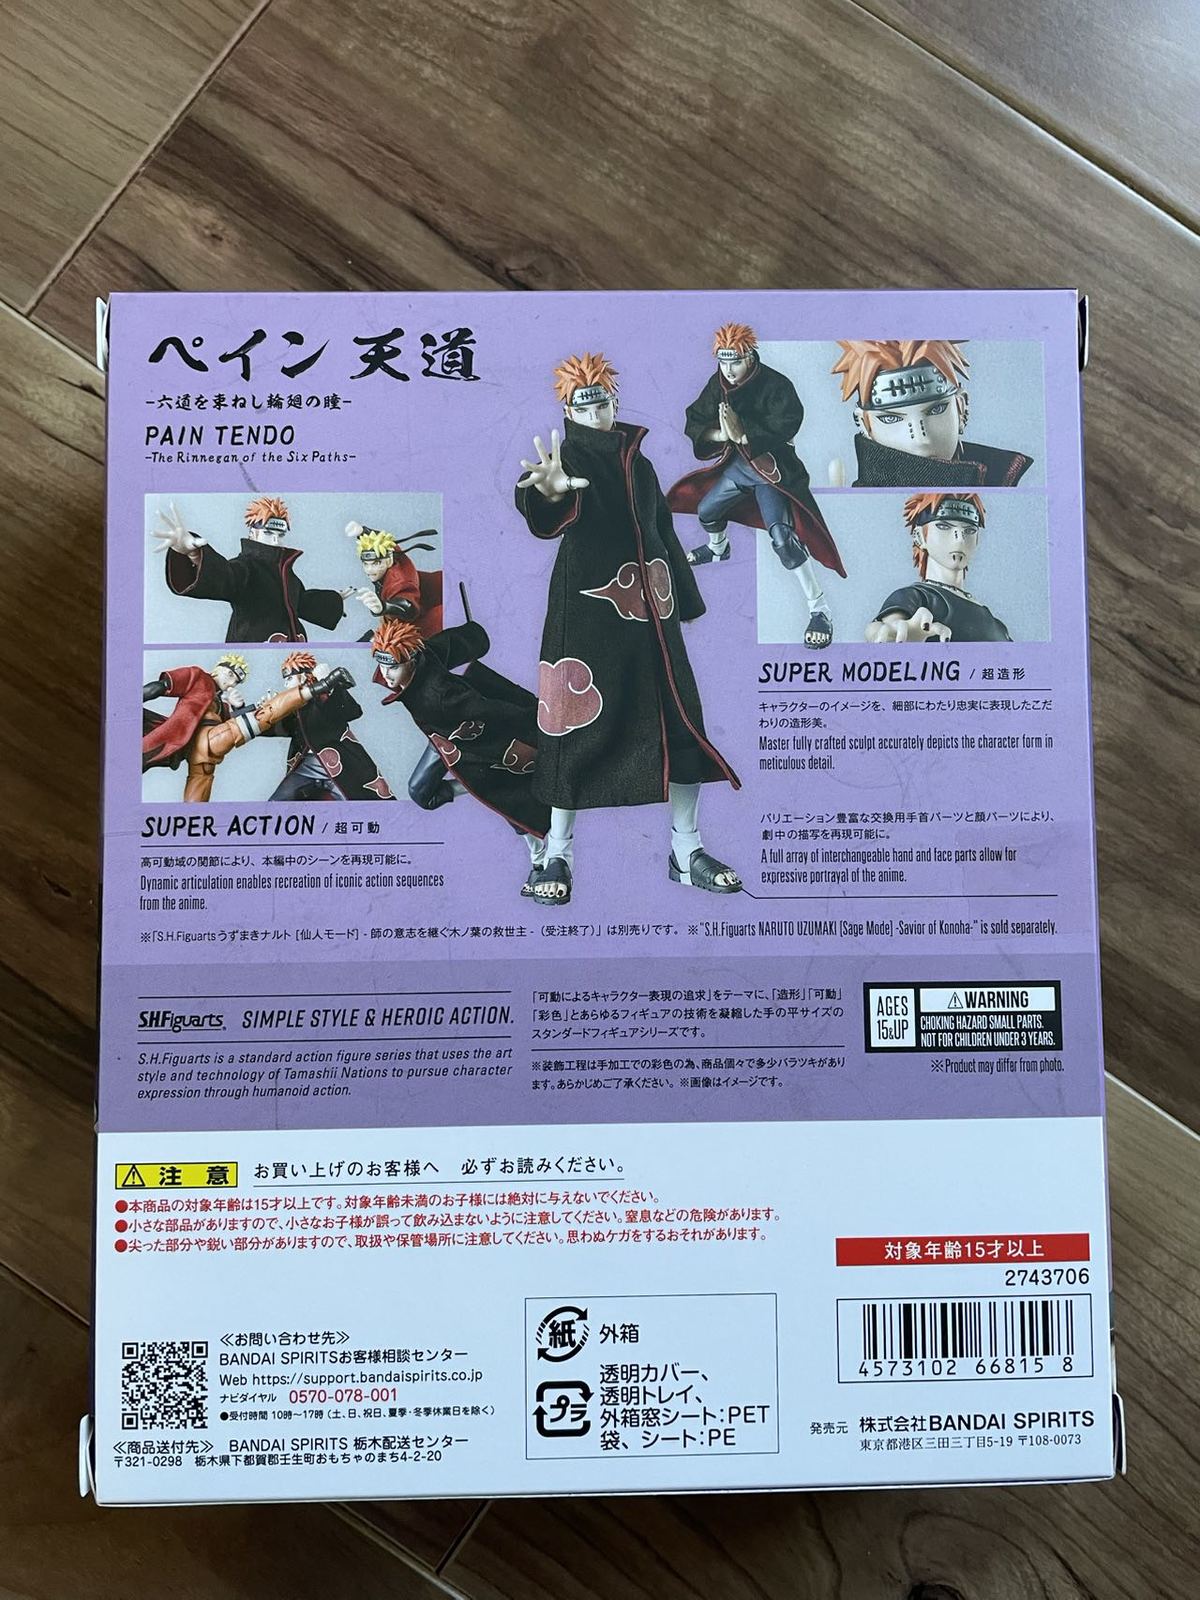 ペイン 天道
-六道を束ねし輪廻の瞳-
PAIN TENDO
-The Rinnegan of the Six Paths-
SUPER ACTION / 超可動
高可動域の関節により、本編中のシーンを再現可能に。
Dynamic articulation enables recreation of iconic action sequences
from the anime.
SUPER MODELING / 超造形
キャラクターのイメージを、細部にわたり忠実に表現したこだ
わりの造形美。
Master fully crafted sculpt accurately depicts the character form in
meticulous detail.
バリエーション豊富な交換用手首パーツと顔パーツにより、
劇中の描写を再現可能に。
A full array of interchangeable hand and face parts allow for
expressive portrayal of the anime.
※「S.H.Figuartsうずまきナルト [仙人モード] - 師の意志を継ぐ木ノ葉の救世主 - （受注終了）」は別売りです。 ※"S.H.Figuarts NARUTO UZUMAKI [Sage Mode] -Savior of Konoha-" is sold separately.
S.H.Figuarts. SIMPLE STYLE & HEROIC ACTION.
S.H.Figuarts is a standard action figure series that uses the art
style and technology of Tamashii Nations to pursue character
expression through humanoid action.
「可動によるキャラクター表現の追求」をテーマに、「造形」「可動」
「彩色」とあらゆるフィギュアの技術を凝縮した手の平サイズの
スタンダードフィギュアシリーズです。
※装飾工程は手加工での彩色の為、商品個々で多少バラツキがあり
ます。あらかじめご了承ください。 ※画像はイメージです。
AGES
15&UP
⚠WARNING
CHOKING HAZARD SMALL PARTS.
NOT FOR CHILDREN UNDER 3 YEARS.
※Product may differ from photo.
⚠ 注 意 お買い上げのお客様へ 必ずお読みください。
●本商品の対象年齢は15才以上です。対象年齢未満のお子様には絶対に与えないでください。
●小さな部品がありますので、小さなお子様が誤って飲み込まないように注意してください。窒息などの危険があります。
●尖った部分や鋭い部分がありますので、取扱や保管場所に注意してください。思わぬケガをするおそれがあります。
対象年齢15才以上
2743706
4573102 66815 8
≪お問い合わせ先≫
BANDAI SPIRITSお客様相談センター
Web https://support.bandaispirits.co.jp
ナビダイヤル 0570-078-001
●受付時間 10時～17時（土、日、祝日、夏季・冬季休業日を除く）
≪商品送付先≫ BANDAI SPIRITS 栃木配送センター
〒321-0298 栃木県下都賀郡壬生町おもちゃのまち4-2-20
紙 外箱
プラ 透明カバー、
透明トレイ、
外箱窓シート:PET
袋、シート:PE
発売元 株式会社BANDAI SPIRITS
東京都港区三田三丁目5-19 〒108-0073